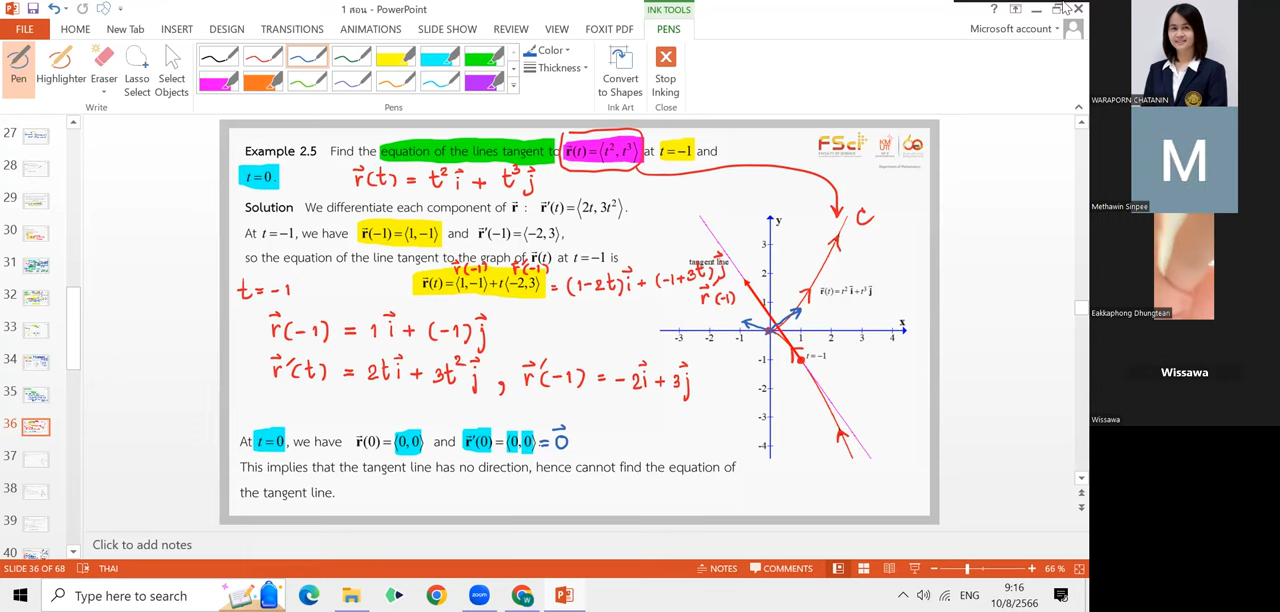 1 สอน - PowerPoint
INK TOOLS
FILE HOME New Tab INSERT DESIGN TRANSITIONS ANIMATIONS SLIDE SHOW REVIEW VIEW FOXIT PDF PENS
Microsoft account
Pen Highlighter Eraser Lasso Select Select Objects
Color
Thickness
Convert to Shapes
Stop Inking
Write Pens Ink Art Close
27
28
29
30
31
32
33
34
35
36
37
38
39
40
Example 2.5 Find the equation of the lines tangent to r⃗(t) = ⟨t², t³⟩ at t = −1 and
t = 0.
r⃗(t) = t² i⃗ + t³ j⃗
Solution We differentiate each component of r⃗ : r⃗′(t) = ⟨2t, 3t²⟩.
At t = −1, we have r⃗(−1) = ⟨1, −1⟩ and r⃗′(−1) = ⟨−2, 3⟩,
so the equation of the line tangent to the graph of r⃗(t) at t = −1 is
r⃗(−1) r⃗′(−1)
r⃗(t) = ⟨1, −1⟩ + t⟨−2, 3⟩ = (1−2t) i⃗ + (−1+3t) j⃗
t = −1
r⃗(−1) = 1 i⃗ + (−1) j⃗
r⃗′(t) = 2t i⃗ + 3t² j⃗ , r⃗′(−1) = −2 i⃗ + 3 j⃗
At t = 0, we have r⃗(0) = ⟨0, 0⟩ and r⃗′(0) = ⟨0, 0⟩ = 0⃗
This implies that the tangent line has no direction, hence cannot find the equation of
the tangent line.
FSci
FACULTY OF SCIENCE
KMUTT
C
y
3
2
1
tangent line
r⃗(−1)
r⃗(t) = t² i⃗ + t³ j⃗
x
-3 -2 -1 1 2 3 4
t = −1
-1
-2
-3
-4
Click to add notes
SLIDE 36 OF 68 THAI NOTES COMMENTS 66 %
Type here to search
zoom
ENG
9:16
10/8/2566
WARAPORN CHATANIN
M
Methawin Sinpee
Eakkaphong Dhungtean
Wissawa
Wissawa